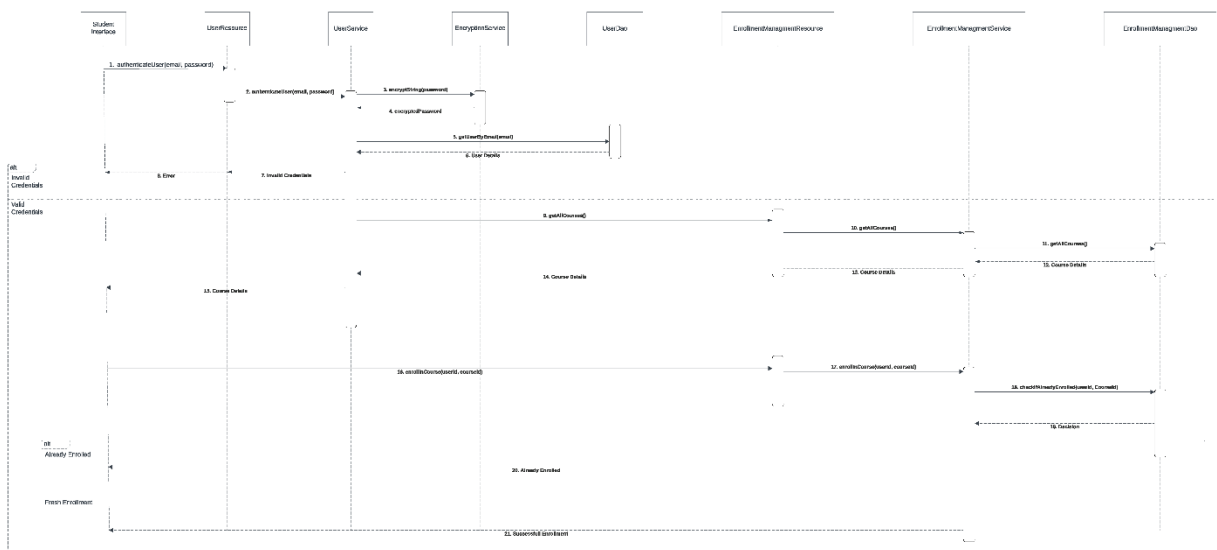 Student
Interface
UserResource
UserService
EncryptionService
UserDao
EnrollmentManagmentResource
EnrollmentManagmentService
EnrollmentManagmentDao
1. authenticateUser(email, password)
2. authenticateUser(email, password)
3. encryptString(password)
4. encryptedPassword
5. getUserByEmail(email)
6. User Details
alt
Invalid
Credentials
8. Error
7. Invalid Credentials
Valid
Credentials
9. getAllCourses()
10. getAllCourses()
11. getAllCourses()
12. Course Details
13. Course Details
14. Course Details
15. Course Details
16. enrollInCourse(userId, courseId)
17. enrollInCourse(userId, courseId)
18. checkIfAlreadyEnrolled(userId, CourseId)
19. Decision
alt
Already Enrolled
20. Already Enrolled
Fresh Enrollment
21. Successfull Enrollment